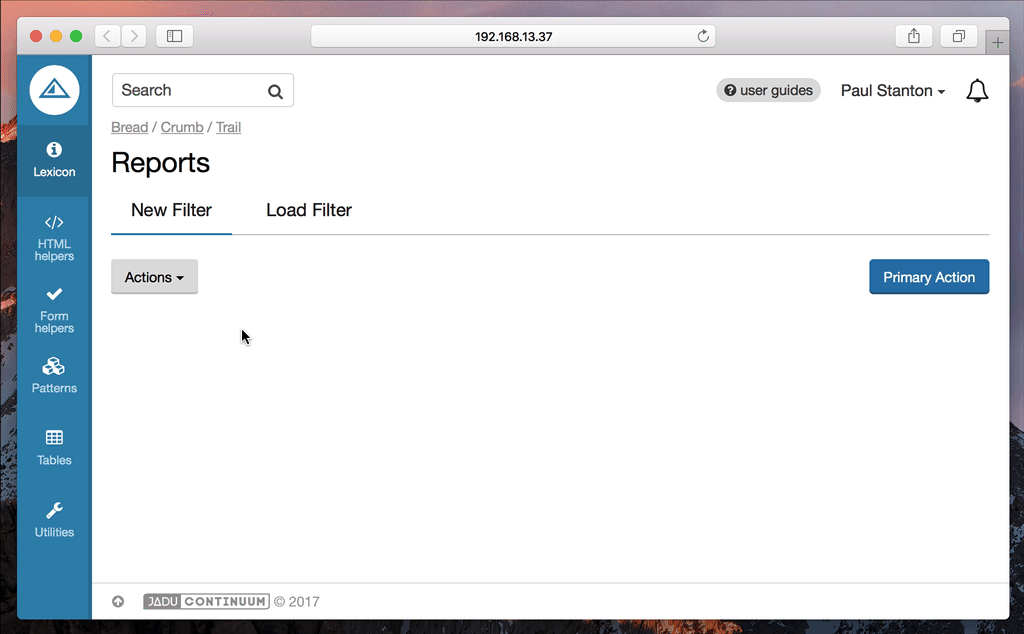 192.168.13.37
Search
user guides
Paul Stanton
Bread / Crumb / Trail
Reports
New Filter
Load Filter
Actions
Primary Action
Lexicon
HTML
helpers
Form
helpers
Patterns
Tables
Utilities
JADU CONTINUUM © 2017